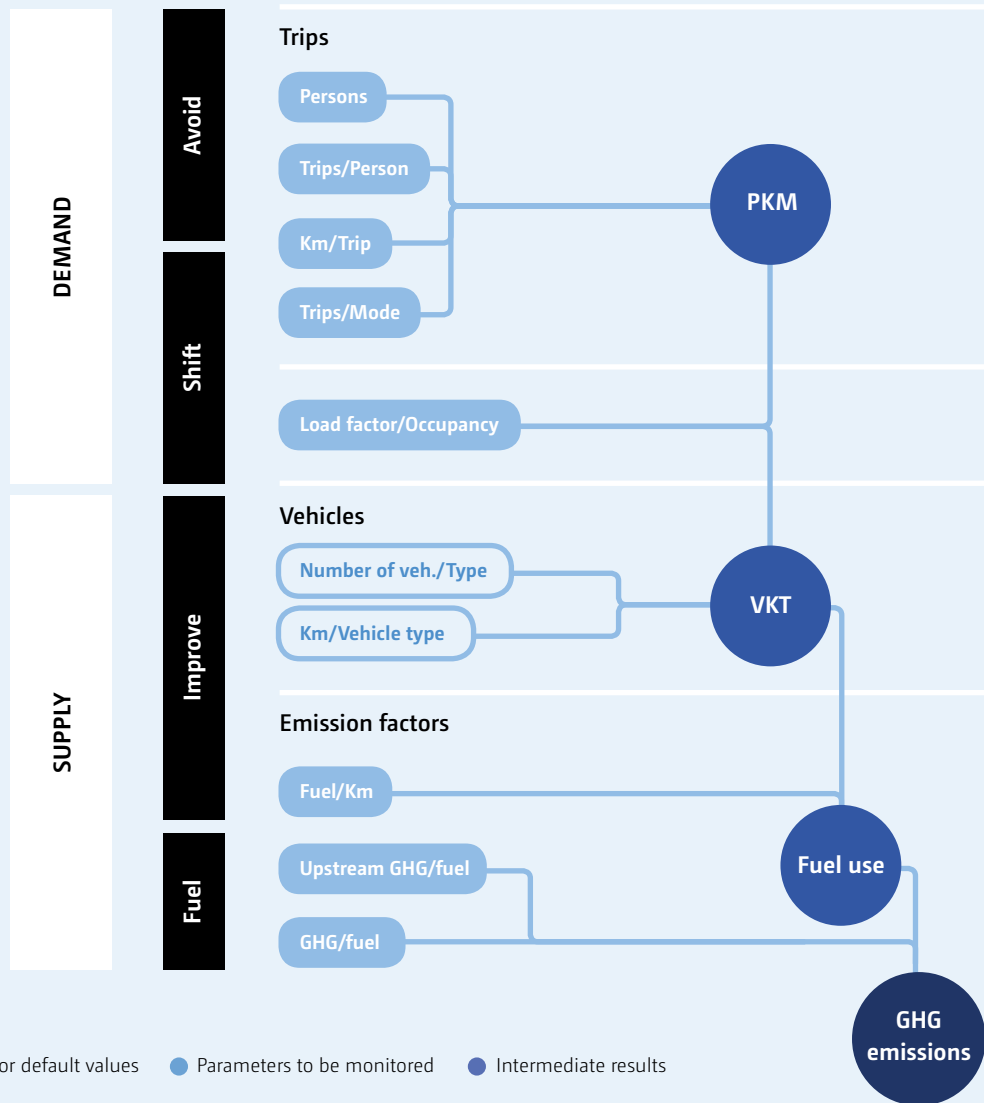 DEMAND
Avoid
Trips
Persons
Trips/Person
Km/Trip
Trips/Mode
PKM
Shift
Load factor/Occupancy
SUPPLY
Improve
Vehicles
Number of veh./Type
Km/Vehicle type
VKT
Emission factors
Fuel/Km
Fuel
Upstream GHG/fuel
GHG/fuel
Fuel use
GHG
emissions
or default values
Parameters to be monitored
Intermediate results